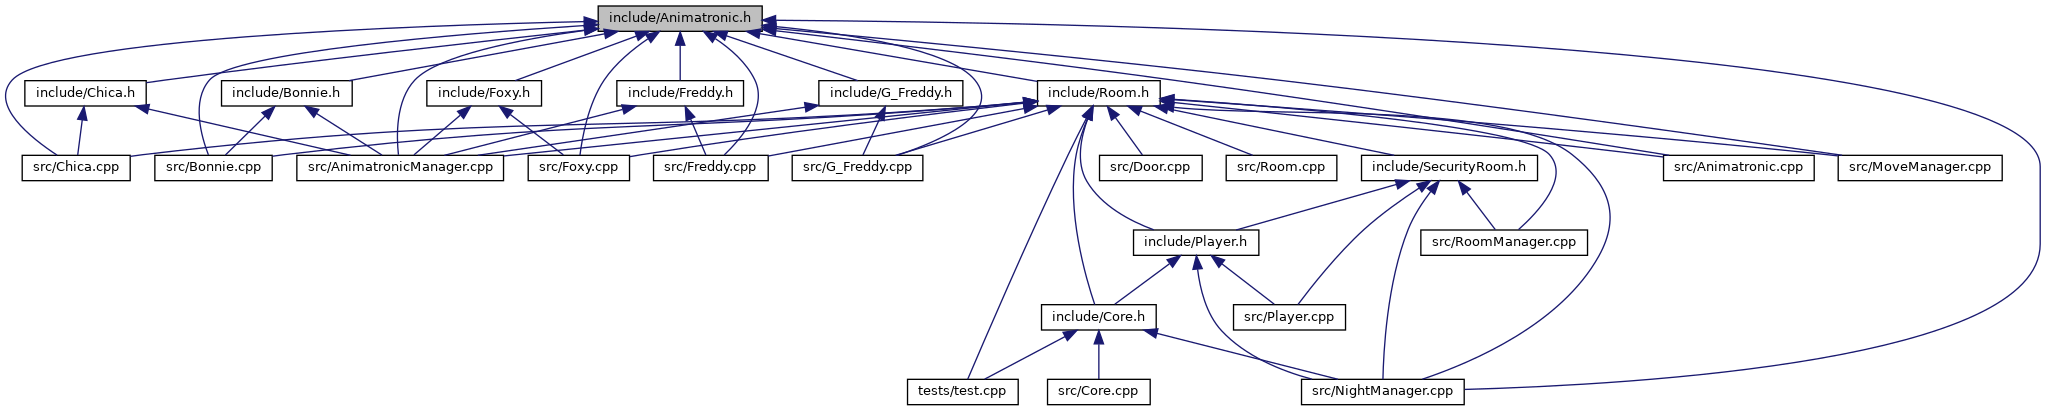 include/Animatronic.h
include/Chica.h
include/Bonnie.h
include/Foxy.h
include/Freddy.h
include/G_Freddy.h
include/Room.h
src/Chica.cpp
src/Bonnie.cpp
src/AnimatronicManager.cpp
src/Foxy.cpp
src/Freddy.cpp
src/G_Freddy.cpp
src/Door.cpp
src/Room.cpp
include/SecurityRoom.h
src/Animatronic.cpp
src/MoveManager.cpp
include/Player.h
src/RoomManager.cpp
include/Core.h
src/Player.cpp
tests/test.cpp
src/Core.cpp
src/NightManager.cpp